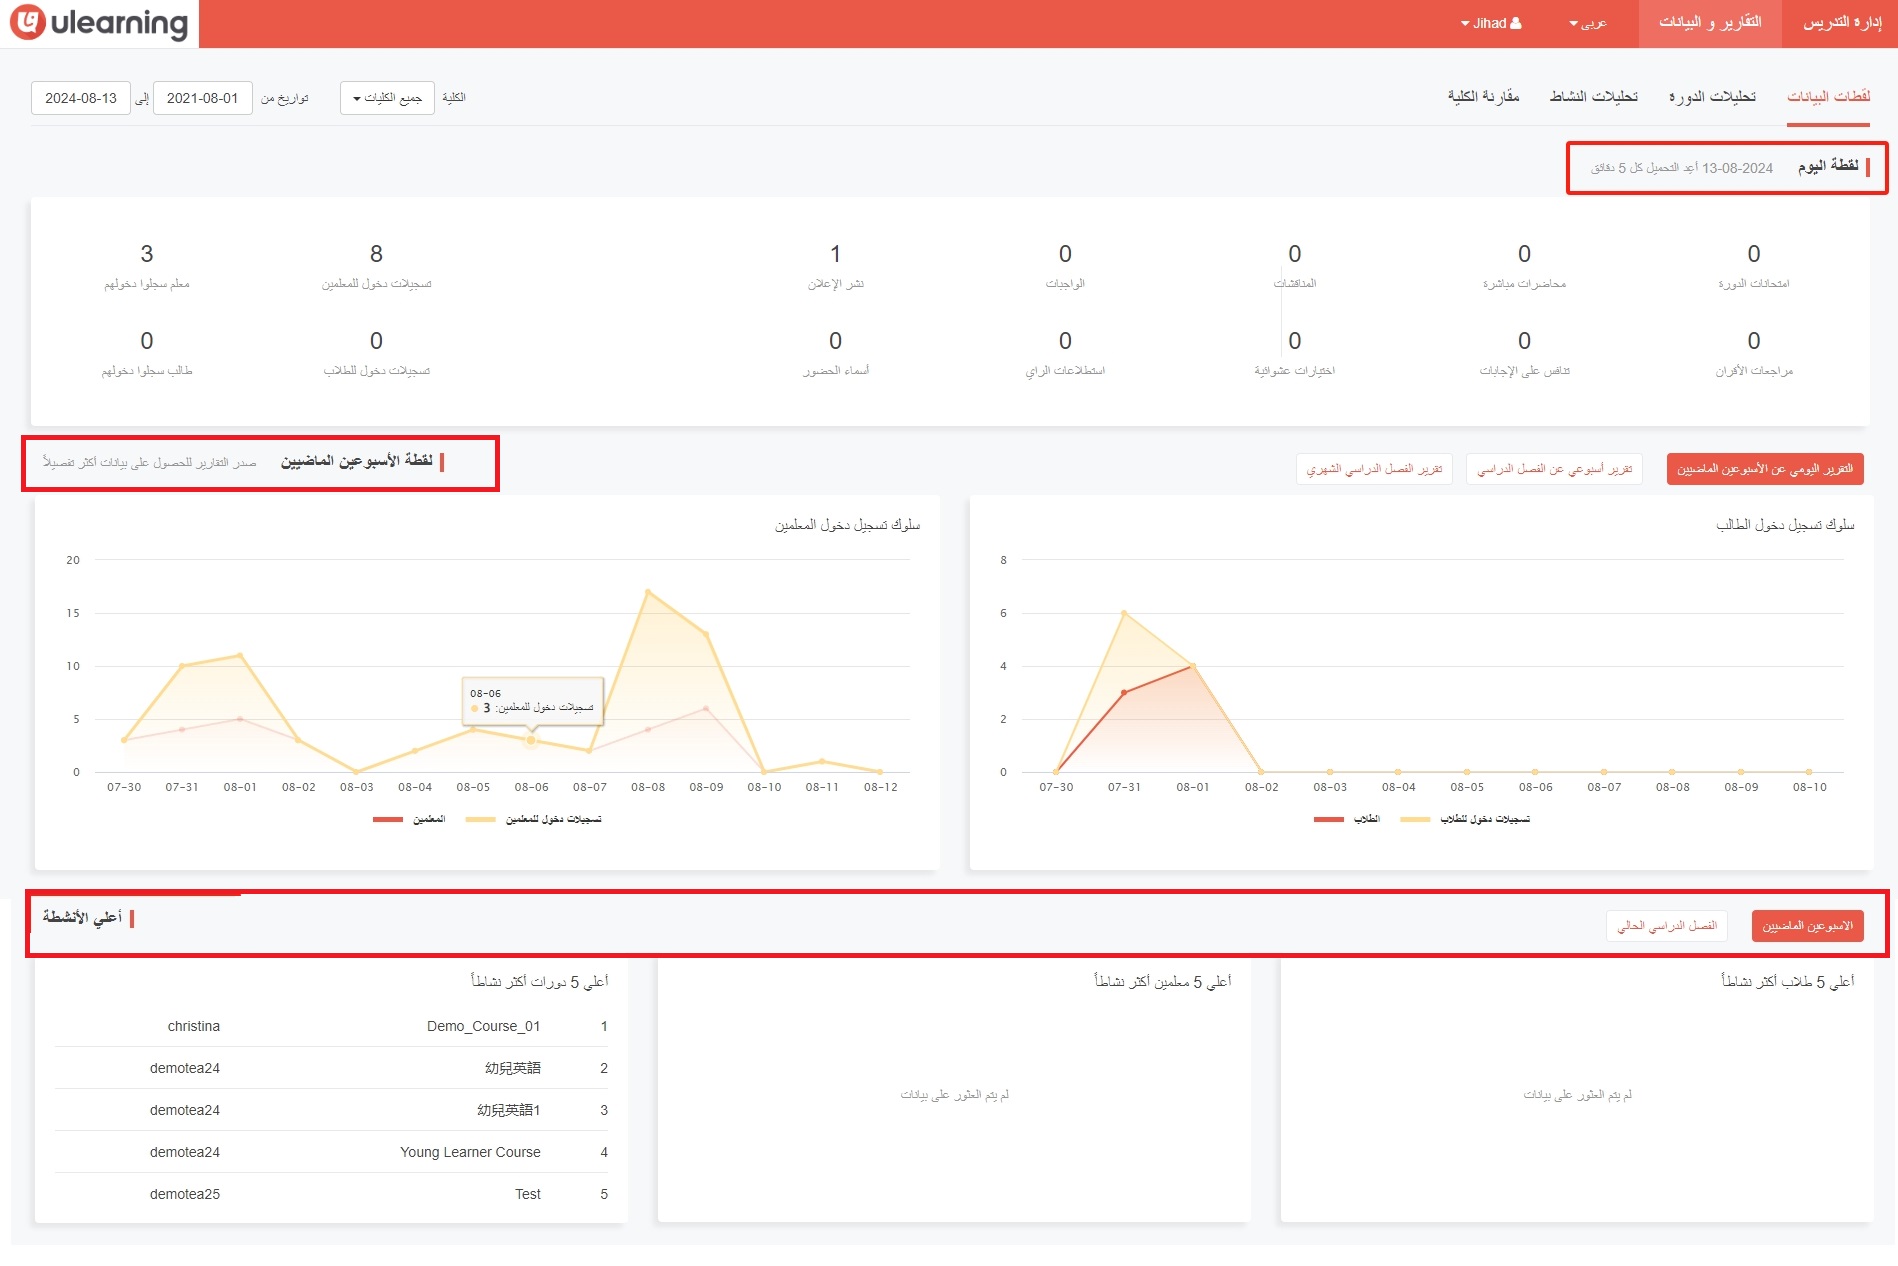 إدارة التدريس
التقارير و البيانات
عربى
Jihad
ulearning
لقطات البيانات
تحليلات الدورة
تحليلات النشاط
مقارنة الكلية
الكلية
جميع الكليات
تواريخ من
2021-08-01
إلى
2024-08-13
لقطة اليوم
13-08-2024 أعد التحميل كل 5 دقائق
0 0 0 0 1 8 3
امتحانات الدورة
محاضرات مباشرة
المناقشات
الواجبات
نشر الإعلان
تسجيلات دخول للمعلمين
معلم سجلوا دخولهم
0 0 0 0 0 0 0
مراجعات الأقران
تنافس على الإجابات
اختيارات عشوائية
استطلاعات الراي
أسماء الحضور
تسجيلات دخول للطلاب
طالب سجلوا دخولهم
التقرير اليومي عن الأسبوعين الماضيين
تقرير أسبوعي عن الفصل الدراسي
تقرير الفصل الدراسي الشهري
لقطة الأسبوعين الماضيين
صدر التقارير للحصول على بيانات أكثر تفصيلاً
سلوك تسجيل دخول الطالب
8
6
4
2
0
07-30 07-31 08-01 08-02 08-03 08-04 08-05 08-06 08-07 08-08 08-09 08-10
الطلاب
تسجيلات دخول للطلاب
سلوك تسجيل دخول المعلمين
20
15
10
5
0
08-06
تسجيلات دخول للمعلمين: 3
07-30 07-31 08-01 08-02 08-03 08-04 08-05 08-06 08-07 08-08 08-09 08-10 08-11 08-12
المعلمين
تسجيلات دخول للمعلمين
الاسبوعين الماضيين
الفصل الدراسي الحالي
أعلي الأنشطة
أعلي 5 طلاب أكثر نشاطاً
لم يتم العثور على بيانات
أعلي 5 معلمين أكثر نشاطاً
لم يتم العثور على بيانات
أعلي 5 دورات أكثر نشاطاً
1 Demo_Course_01 christina
2 幼兒英語 demotea24
3 幼兒英語1 demotea24
4 Young Learner Course demotea24
5 Test demotea25